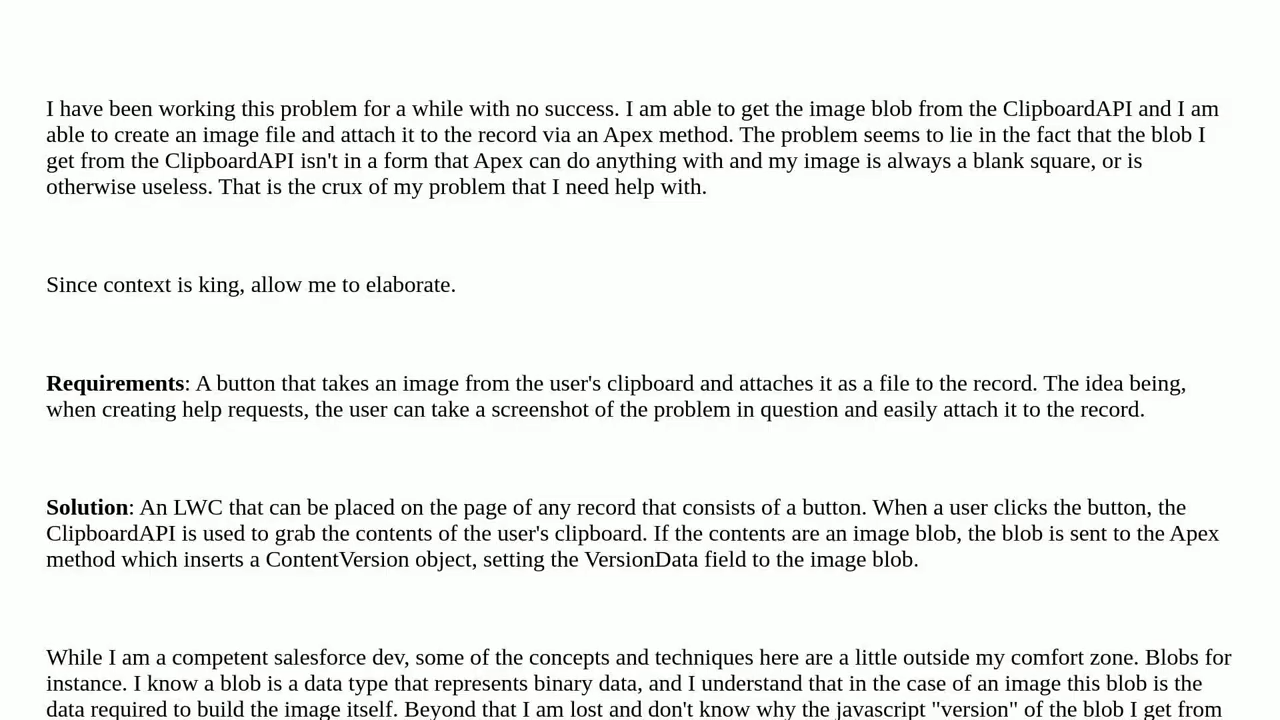 I have been working this problem for a while with no success. I am able to get the image blob from the ClipboardAPI and I am
able to create an image file and attach it to the record via an Apex method. The problem seems to lie in the fact that the blob I
get from the ClipboardAPI isn't in a form that Apex can do anything with and my image is always a blank square, or is
otherwise useless. That is the crux of my problem that I need help with.
Since context is king, allow me to elaborate.
Requirements: A button that takes an image from the user's clipboard and attaches it as a file to the record. The idea being,
when creating help requests, the user can take a screenshot of the problem in question and easily attach it to the record.
Solution: An LWC that can be placed on the page of any record that consists of a button. When a user clicks the button, the
ClipboardAPI is used to grab the contents of the user's clipboard. If the contents are an image blob, the blob is sent to the Apex
method which inserts a ContentVersion object, setting the VersionData field to the image blob.
While I am a competent salesforce dev, some of the concepts and techniques here are a little outside my comfort zone. Blobs for
instance. I know a blob is a data type that represents binary data, and I understand that in the case of an image this blob is the
data required to build the image itself. Beyond that I am lost and don't know why the javascript "version" of the blob I get from